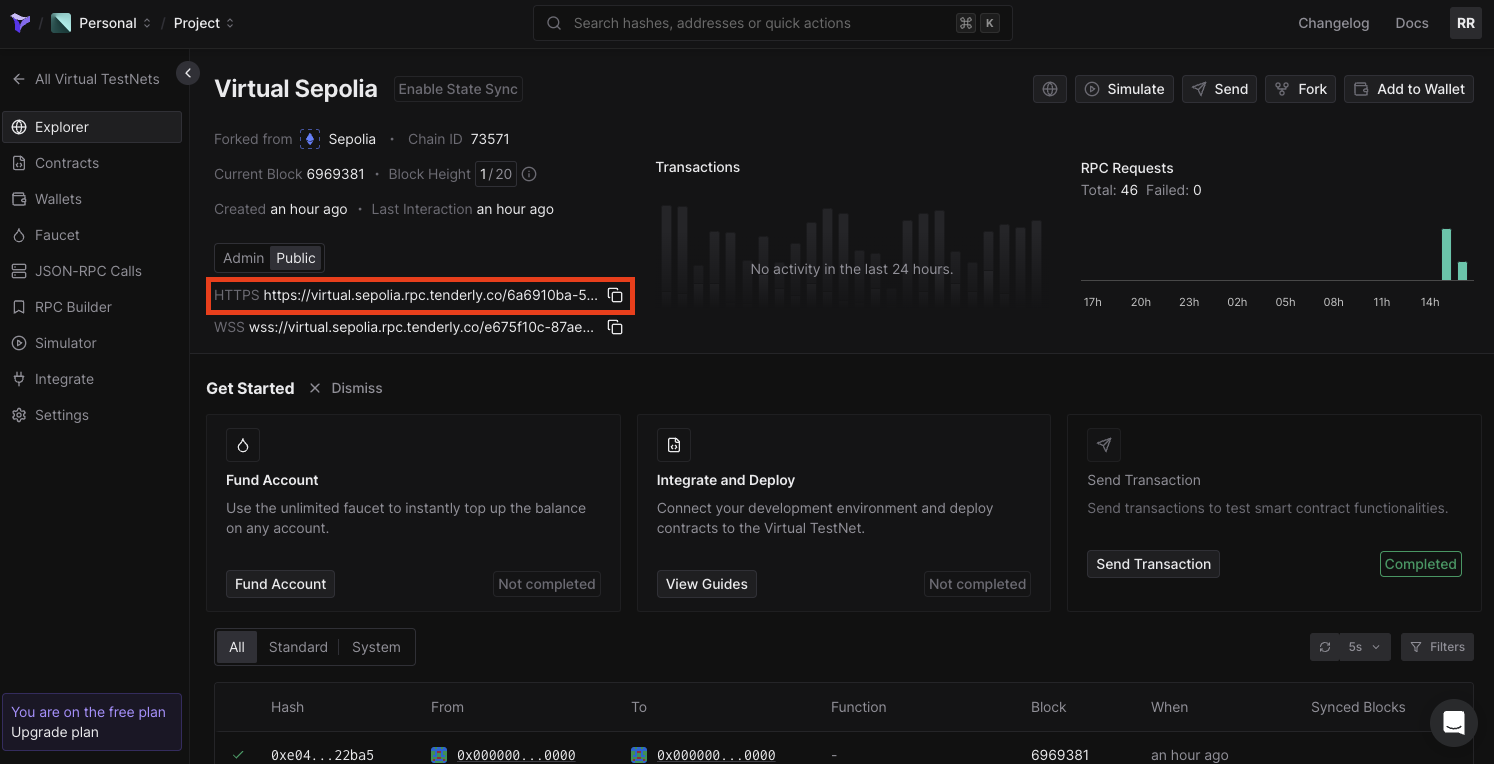 / Personal / Project
Search hashes, addresses or quick actions ⌘ K
Changelog Docs RR
All Virtual TestNets
Explorer
Contracts
Wallets
Faucet
JSON-RPC Calls
RPC Builder
Simulator
Integrate
Settings
You are on the free plan
Upgrade plan
Virtual Sepolia Enable State Sync
Simulate Send Fork Add to Wallet
Forked from Sepolia • Chain ID 73571
Current Block 6969381 • Block Height 1/20
Created an hour ago • Last Interaction an hour ago
Admin Public
HTTPS https://virtual.sepolia.rpc.tenderly.co/6a6910ba-5...
WSS wss://virtual.sepolia.rpc.tenderly.co/e675f10c-87ae...
Transactions
No activity in the last 24 hours.
RPC Requests
Total: 46 Failed: 0
17h 20h 23h 02h 05h 08h 11h 14h
Get Started Dismiss
Fund Account
Use the unlimited faucet to instantly top up the balance
on any account.
Fund Account Not completed
Integrate and Deploy
Connect your development environment and deploy
contracts to the Virtual TestNet.
View Guides Not completed
Send Transaction
Send transactions to test smart contract functionalities.
Send Transaction Completed
All Standard System
5s Filters
Hash From To Function Block When Synced Blocks
0xe04...22ba5 0x000000...0000 0x000000...0000 - 6969381 an hour ago